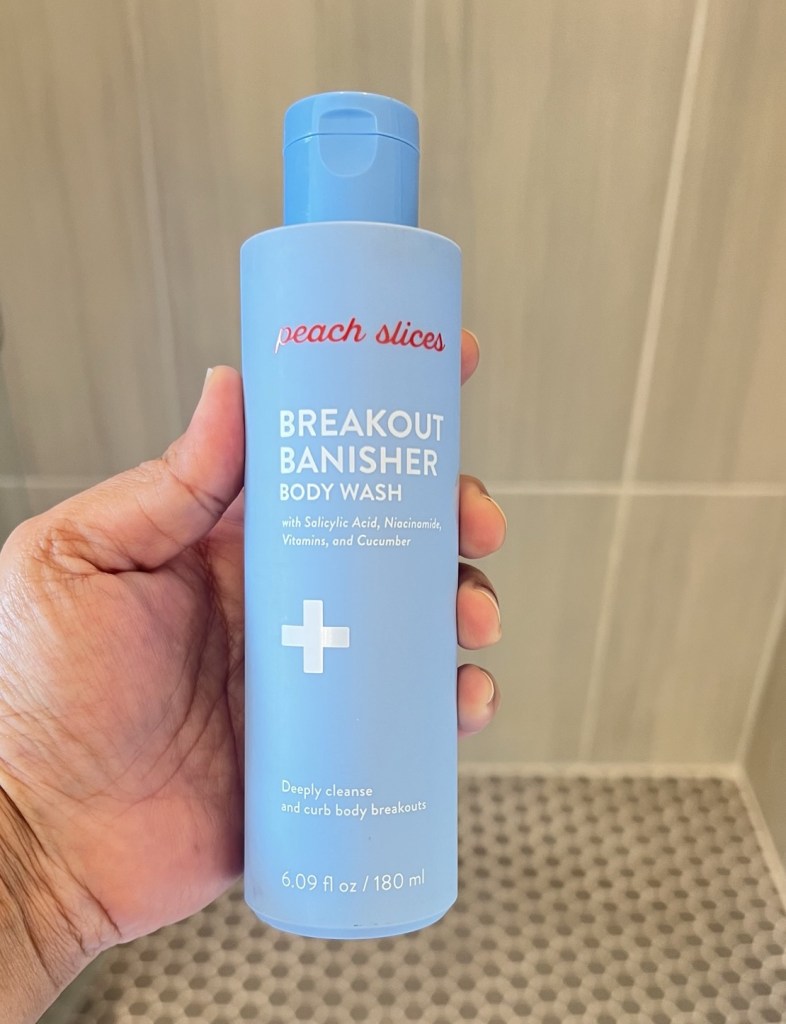 peach slices
BREAKOUT
BANISHER
BODY WASH
with Salicylic Acid, Niacinamide,
Vitamins, and Cucumber
Deeply cleanse
and curb body breakouts
6.09 fl oz / 180 ml